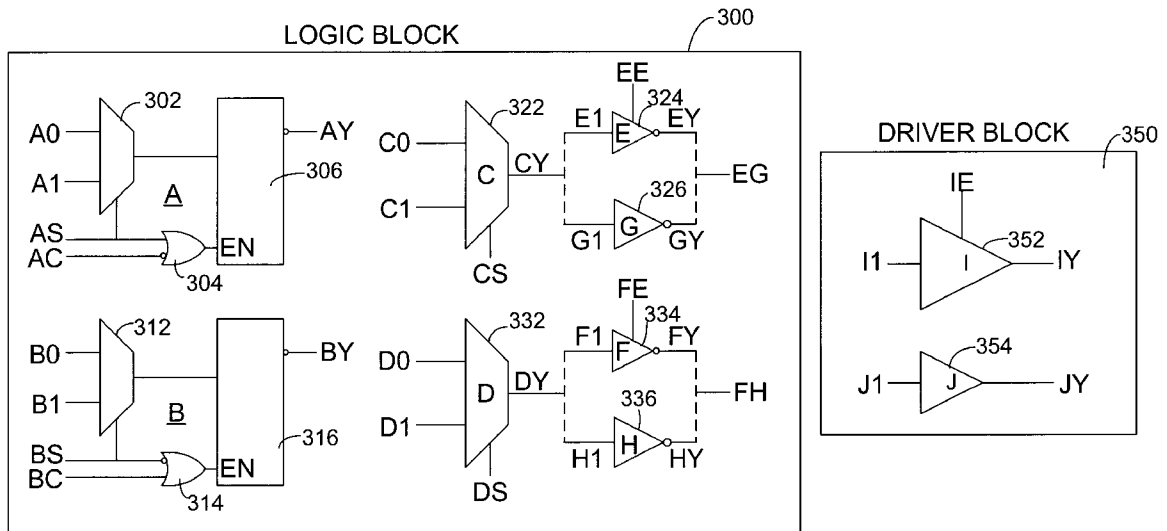 LOGIC BLOCK
300
302
A0
A1
A
AS
AC
304
EN
306
AY
312
B0
B1
B
BS
BC
314
EN
316
BY
322
C0
C1
C
CS
CY
EE
324
E1
E
EY
326
G1
G
GY
EG
332
D0
D1
D
DS
DY
FE
334
F1
F
FY
336
H1
H
HY
FH
DRIVER BLOCK
350
IE
352
I1
I
IY
354
J1
J
JY